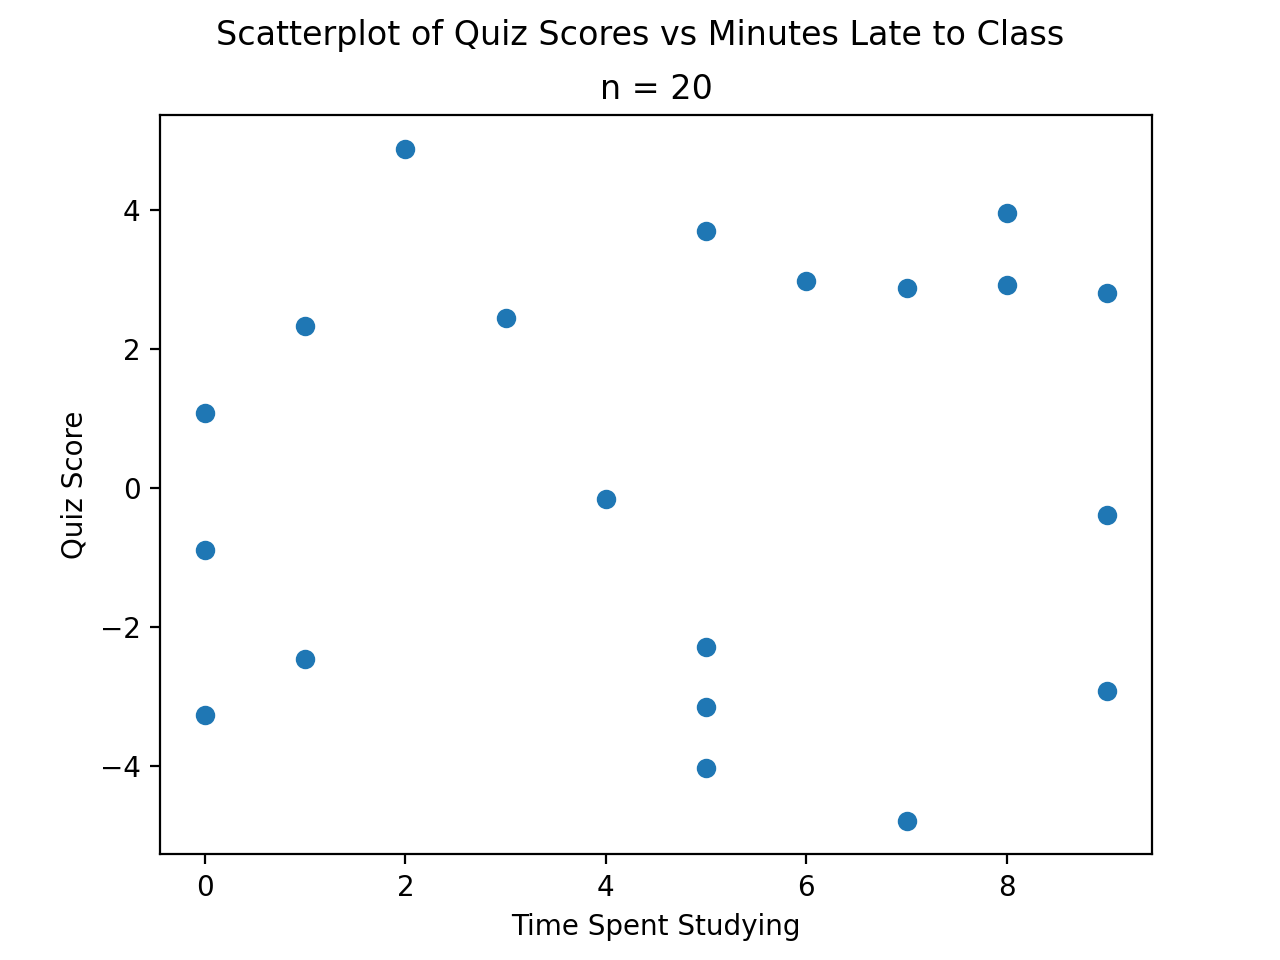 Scatterplot of Quiz Scores vs Minutes Late to Class
n = 20
4
2
0
−2
−4
Quiz Score
0 2 4 6 8
Time Spent Studying